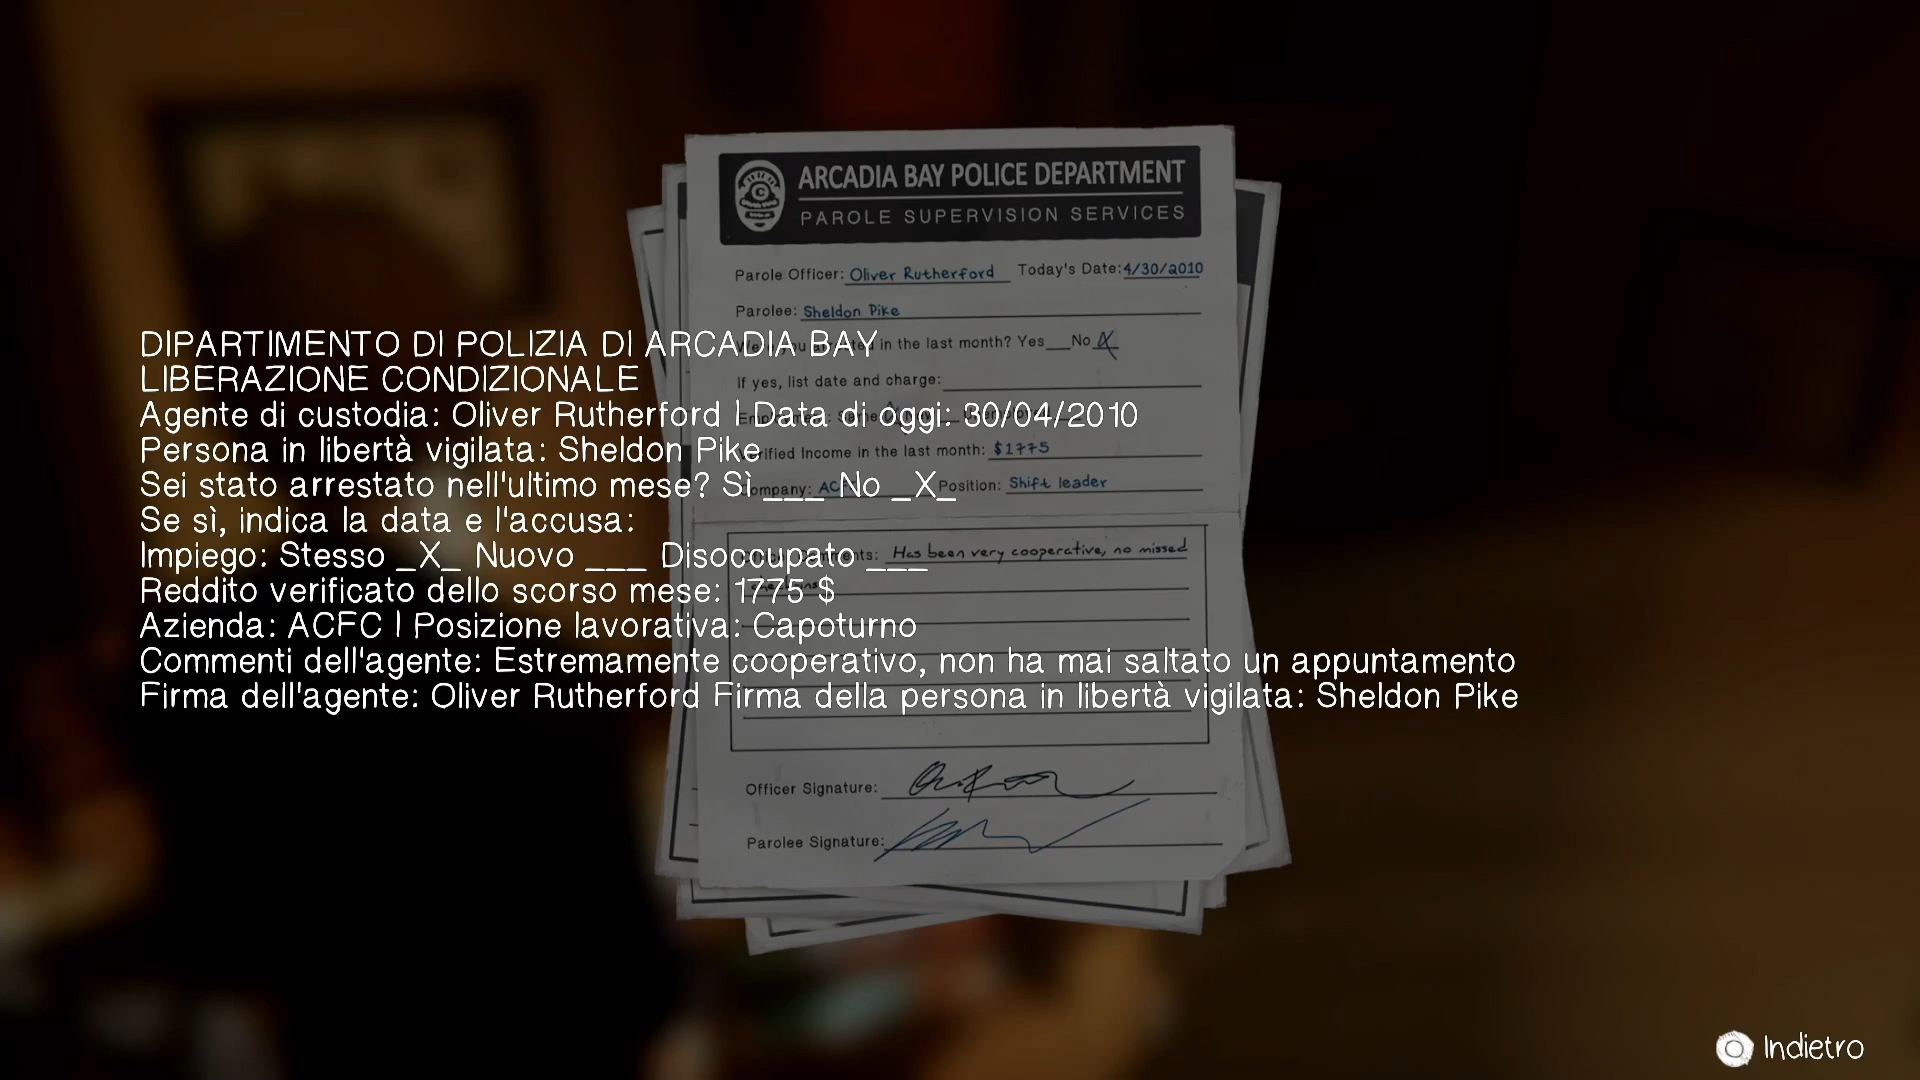 ARCADIA BAY POLICE DEPARTMENT
PAROLE SUPERVISION SERVICES
Parole Officer: Oliver Rutherford Today's Date: 4/30/2010
Parolee: Sheldon Pike
in the last month? Yes___No X
If yes, list date and charge:
Income in the last month: $1775
Position: Shift leader
Has been very cooperative, no missed
Officer Signature:
Parolee Signature:
DIPARTIMENTO DI POLIZIA DI ARCADIA BAY
LIBERAZIONE CONDIZIONALE
Agente di custodia: Oliver Rutherford | Data di Oggi: 30/04/2010
Persona in libertà vigilata: Sheldon Pike
Sei stato arrestato nell'ultimo mese? Sì ___ No _X_
Se sì, indica la data e l'accusa:
Impiego: Stesso _X_ Nuovo ___ Disoccupato ___
Reddito verificato dello scorso mese: 1775 $
Azienda: ACFC | Posizione lavorativa: Capoturno
Commenti dell'agente: Estremamente cooperativo, non ha mai saltato un appuntamento
Firma dell'agente: Oliver Rutherford Firma della persona in libertà vigilata: Sheldon Pike
Indietro